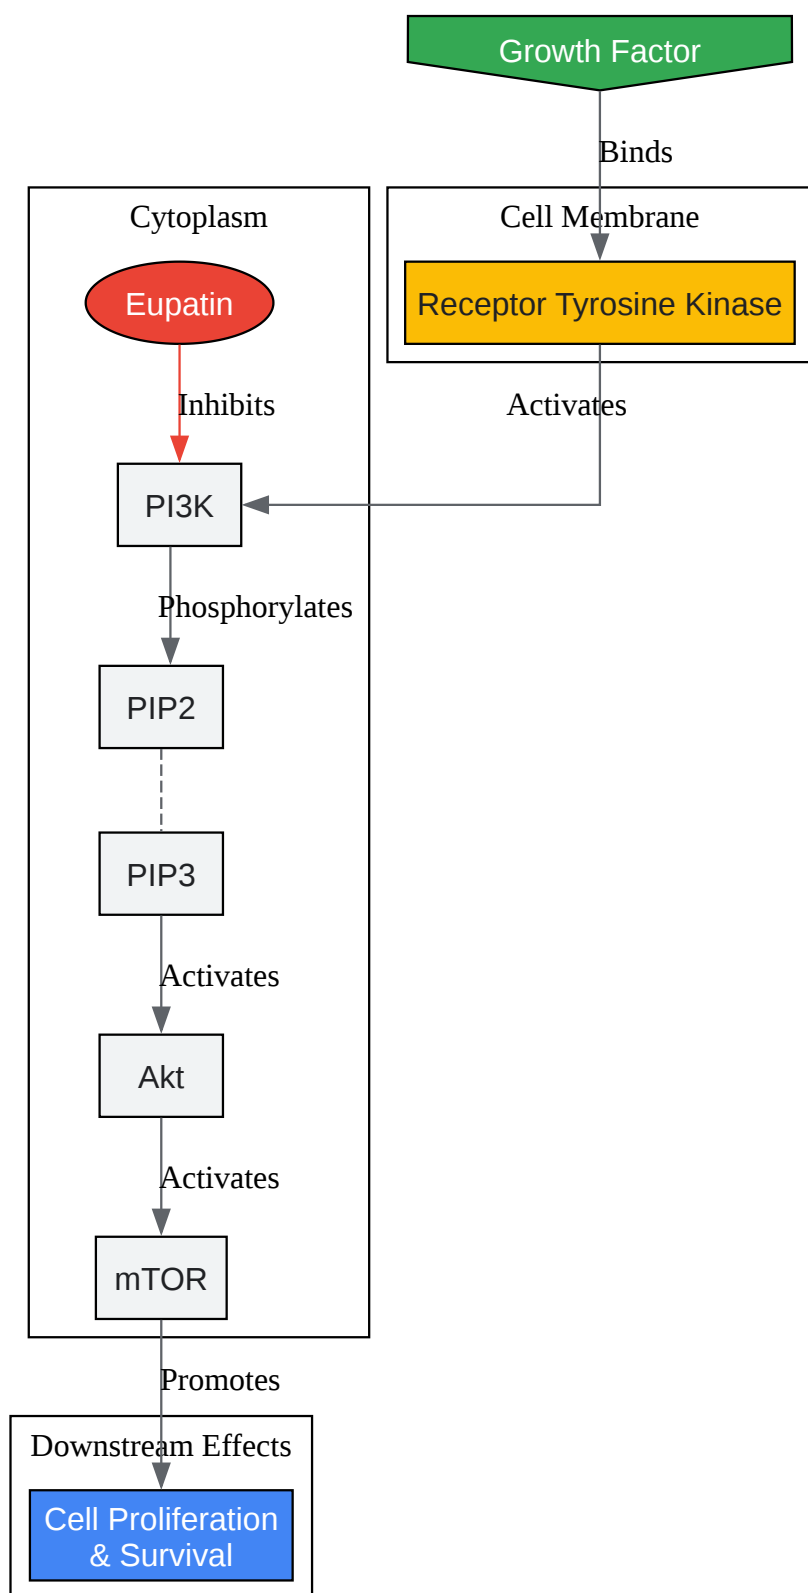 Growth Factor
Binds
Cytoplasm
Cell Membrane
Eupatin
Receptor Tyrosine Kinase
Inhibits
Activates
PI3K
Phosphorylates
PIP2
PIP3
Activates
Akt
Activates
mTOR
Promotes
Downstream Effects
Cell Proliferation
& Survival